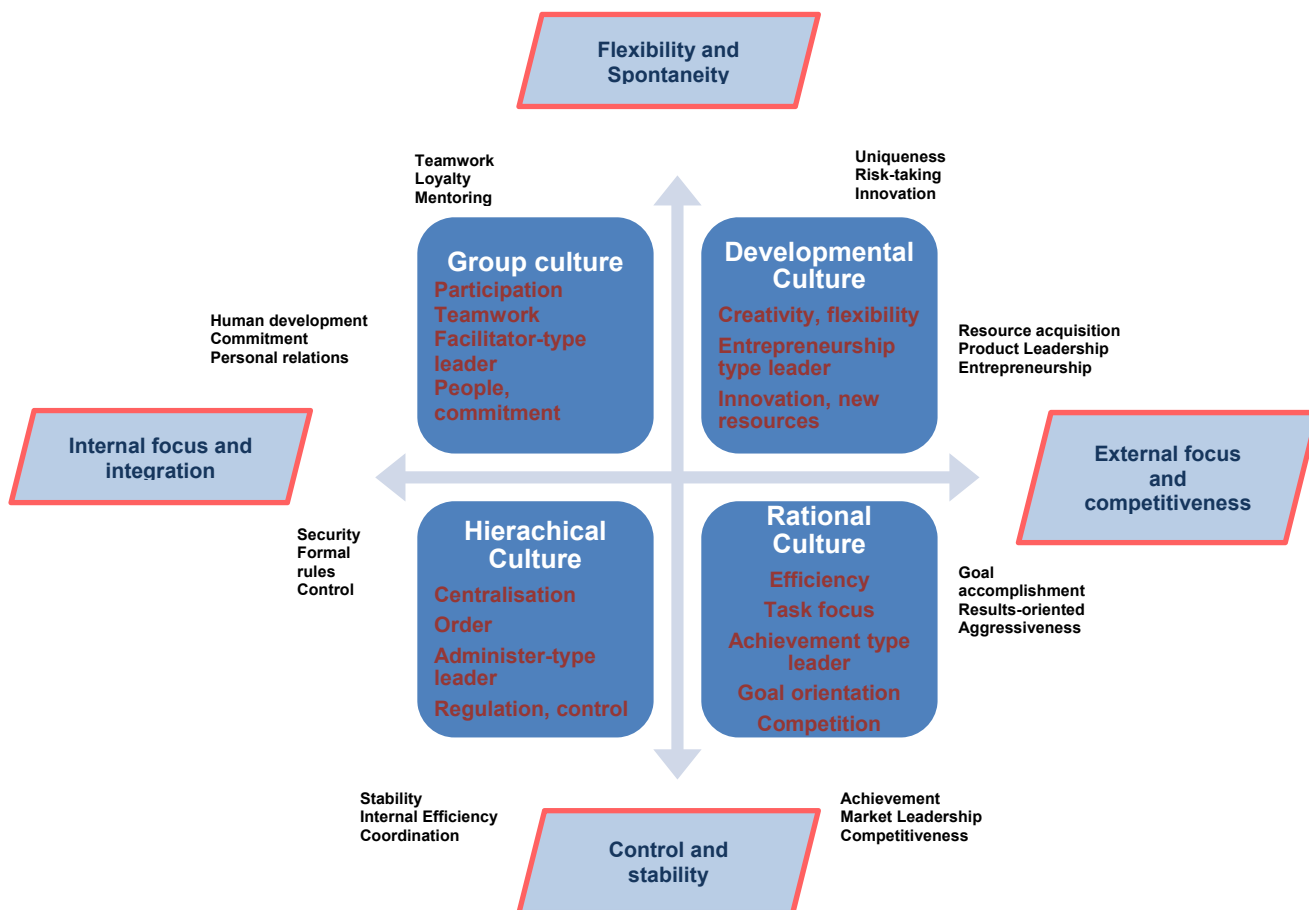 Flexibility and
Spontaneity
Teamwork
Loyalty
Mentoring
Uniqueness
Risk-taking
Innovation
Group culture
Participation
Teamwork
Facilitator-type
leader
People,
commitment
Developmental
Culture
Creativity, flexibility
Entrepreneurship
type leader
Innovation, new
resources
Human development
Commitment
Personal relations
Resource acquisition
Product Leadership
Entrepreneurship
Internal focus and
integration
External focus
and
competitiveness
Security
Formal
rules
Control
Hierachical
Culture
Centralisation
Order
Administer-type
leader
Regulation, control
Rational
Culture
Efficiency
Task focus
Achievement type
leader
Goal orientation
Competition
Goal
accomplishment
Results-oriented
Aggressiveness
Stability
Internal Efficiency
Coordination
Control and
stability
Achievement
Market Leadership
Competitiveness